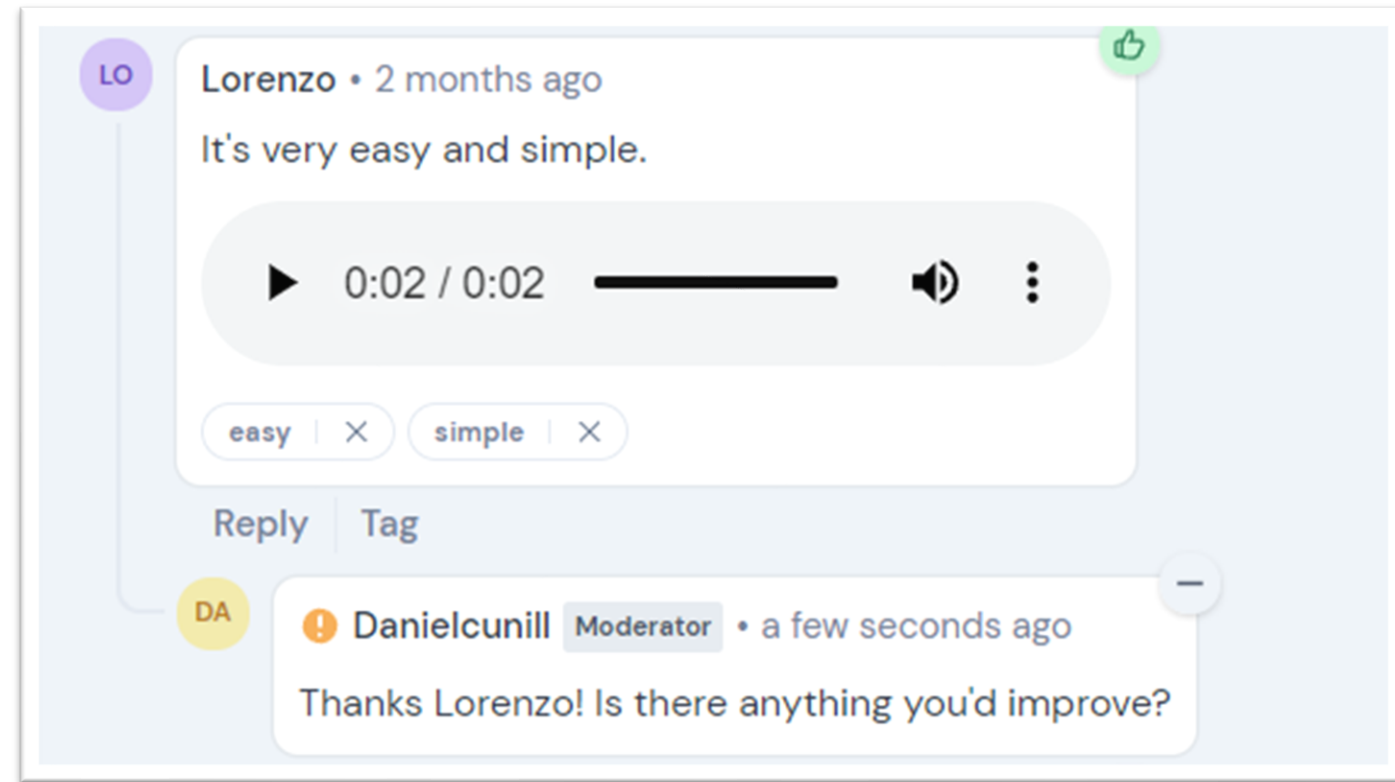 LO
Lorenzo • 2 months ago
It's very easy and simple.
0:02 / 0:02
easy simple
Reply Tag
DA
Danielcunill Moderator • a few seconds ago
Thanks Lorenzo! Is there anything you'd improve?